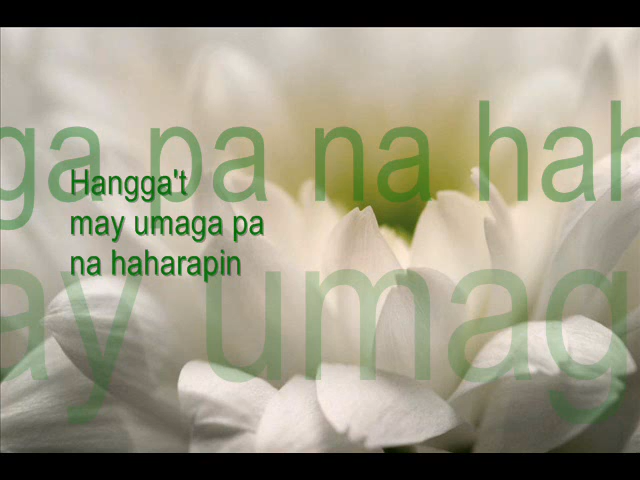 ga pa na hah
Hangga't
may umaga pa
na haharapin
ay umag